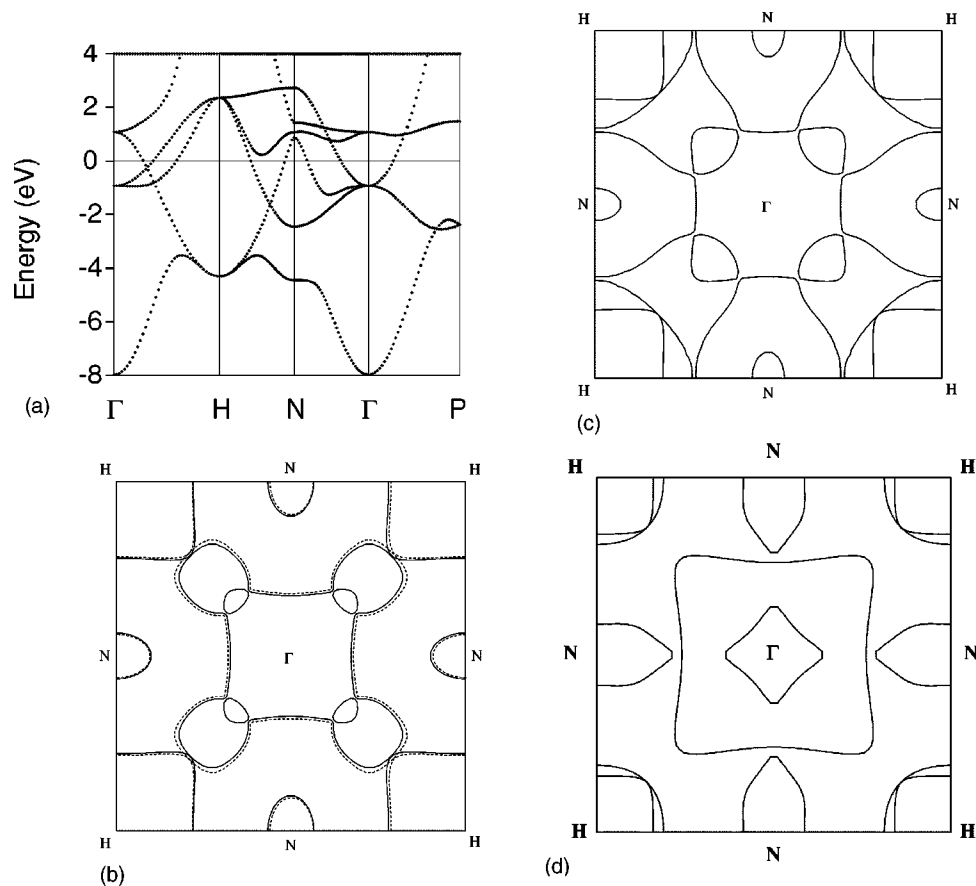 4
2
0
-2
-4
-6
-8
Energy (eV)
Γ H N Γ P
(a)
H N H
N Γ N
H N H
(c)
H N H
N Γ N
H N H
(b)
H N H
N Γ N
H N H
(d)